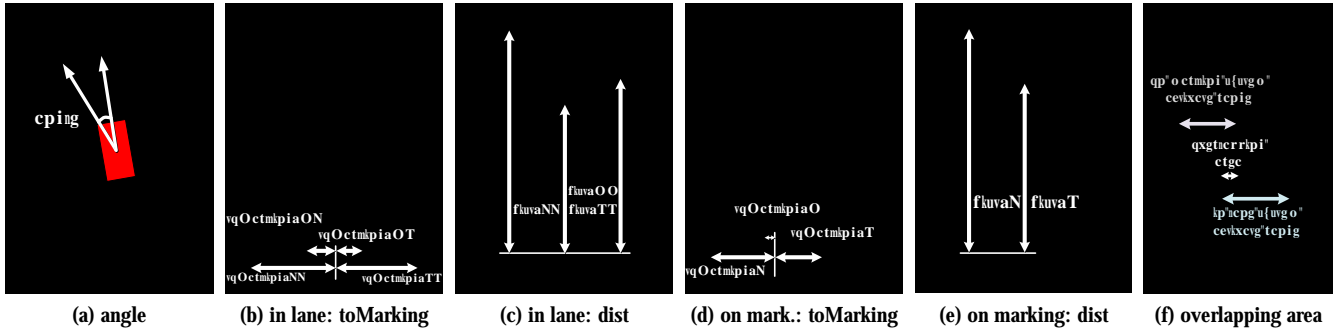 cping
(a) angle
vqOctmkpiaON
vqOctmkpiaOT
vqOctmkpiaNN
vqOctmkpiaTT
(b) in lane: toMarking
fkuvaNN
fkuvaOO
fkuvaTT
(c) in lane: dist
vqOctmkpiaO
vqOctmkpiaT
vqOctmkpiaN
(d) on mark.: toMarking
fkuvaN
fkuvaT
(e) on marking: dist
qp"octmkpi"u{uvgo"
cevkxcvg"tcpig
qxgtncrrkpi"
ctgc
kp"ncpg"u{uvgo"
cevkxcvg"tcpig
(f) overlapping area